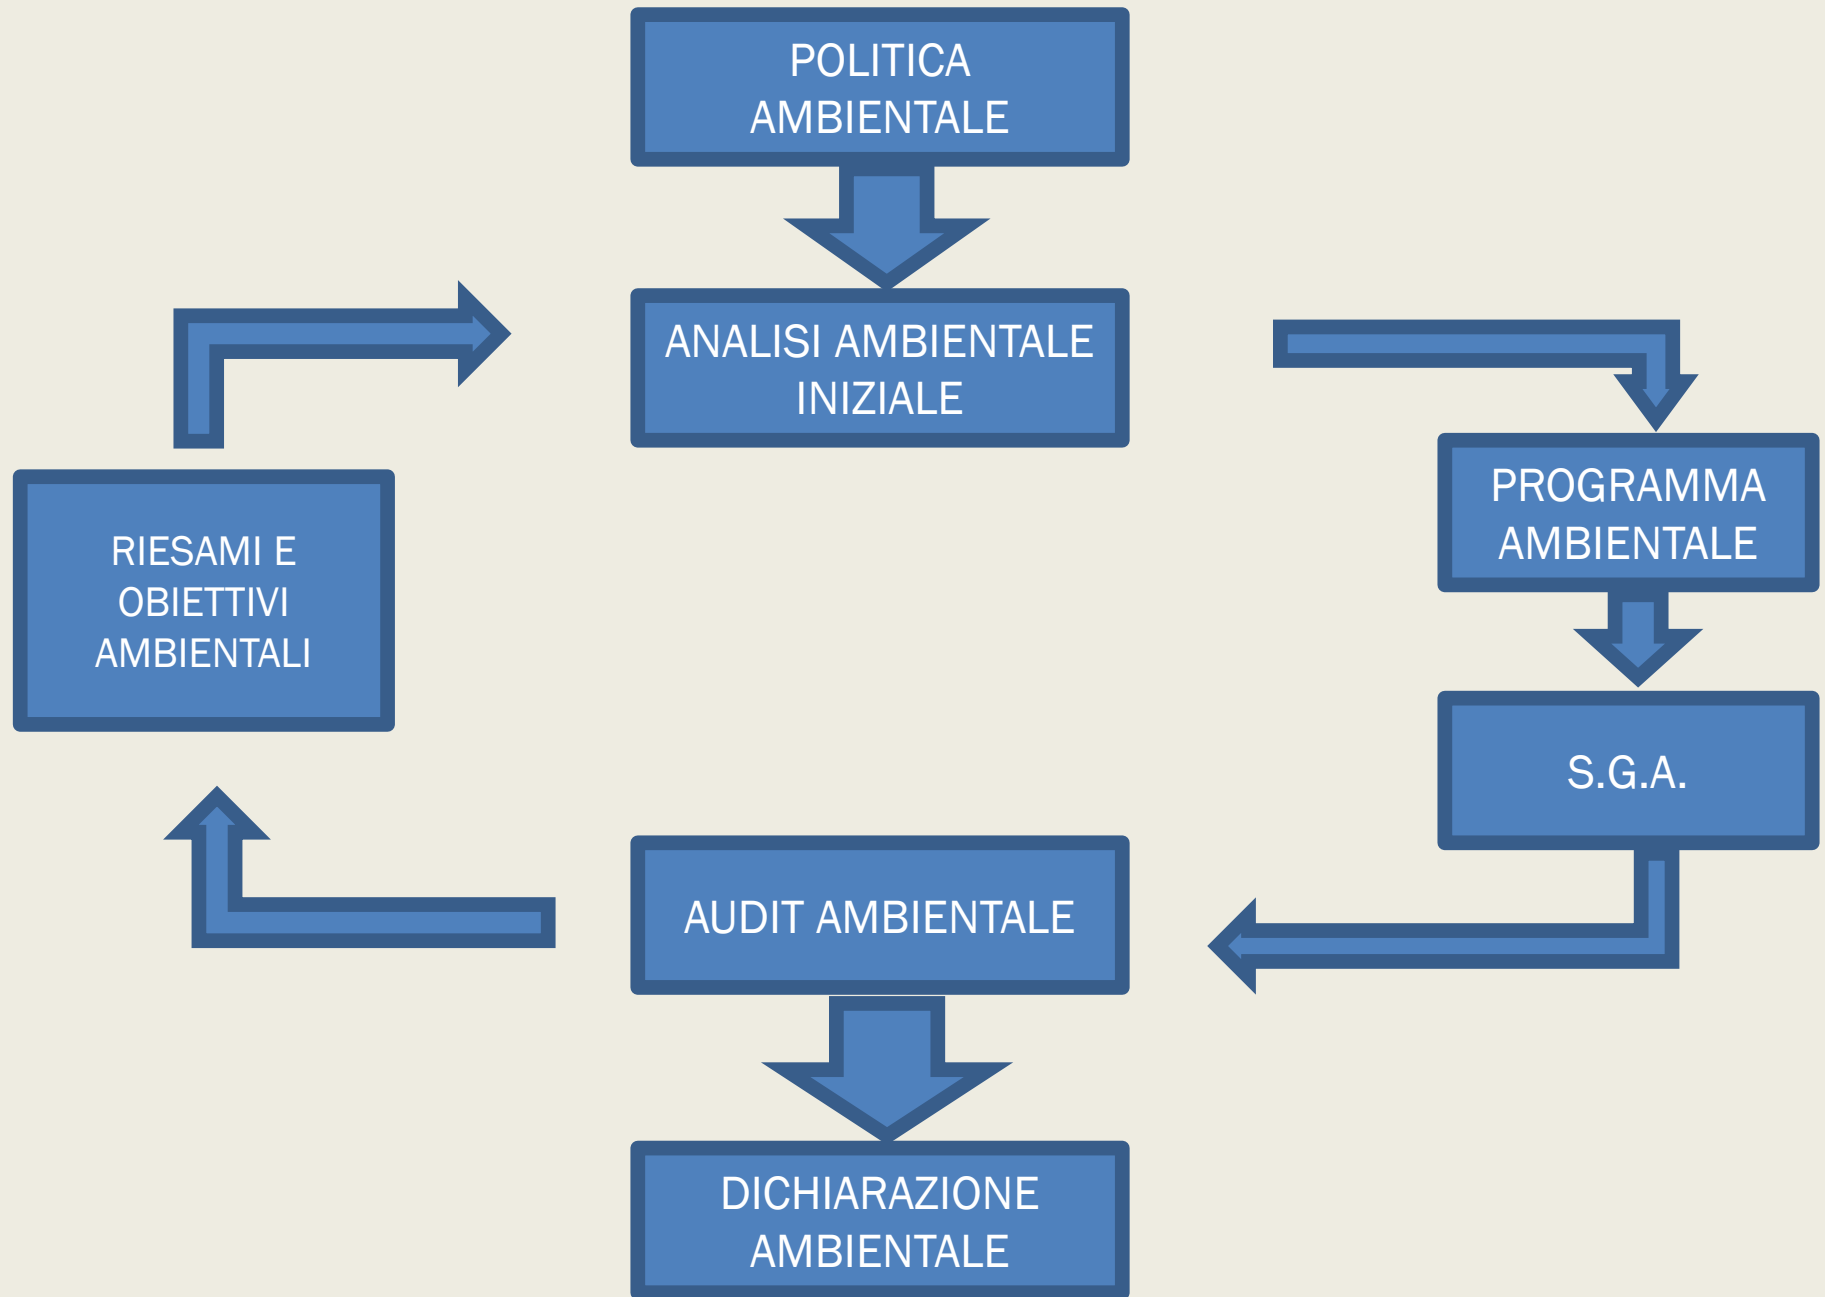 POLITICA
AMBIENTALE
ANALISI AMBIENTALE
INIZIALE
PROGRAMMA
AMBIENTALE
RIESAMI E
OBIETTIVI
AMBIENTALI
S.G.A.
AUDIT AMBIENTALE
DICHIARAZIONE
AMBIENTALE